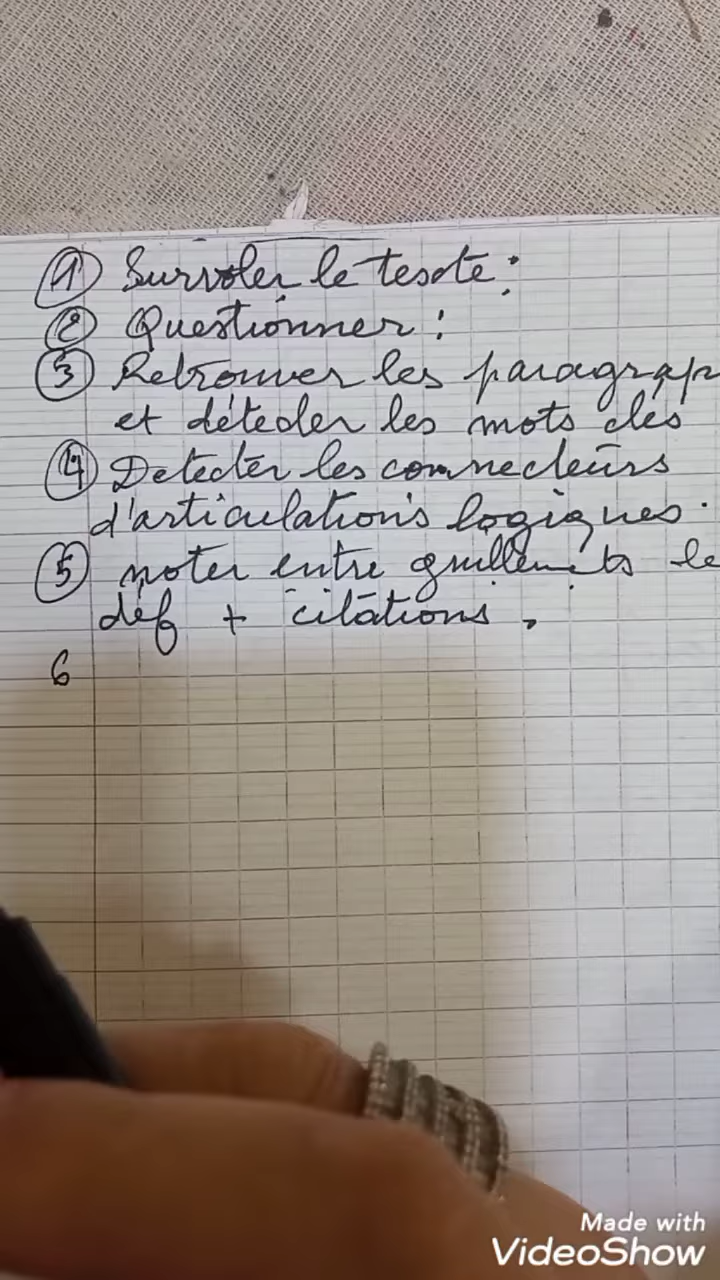 ① Survoler le texte :
② Questionner :
③ Retrouver les paragrap
et détecter les mots clés
④ Detecter les connecteurs
d'articulations logiques.
⑤ noter entre guillemets le
déf + citations.
6
Made with
VideoShow